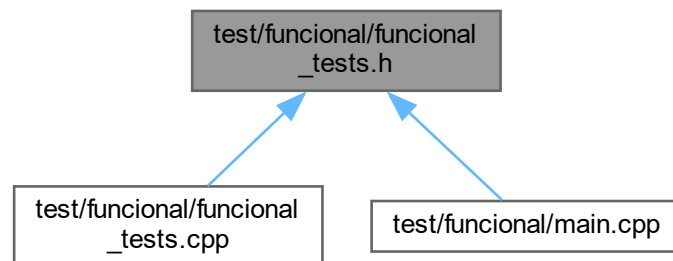 test/funcional/funcional
_tests.h
test/funcional/funcional
_tests.cpp
test/funcional/main.cpp